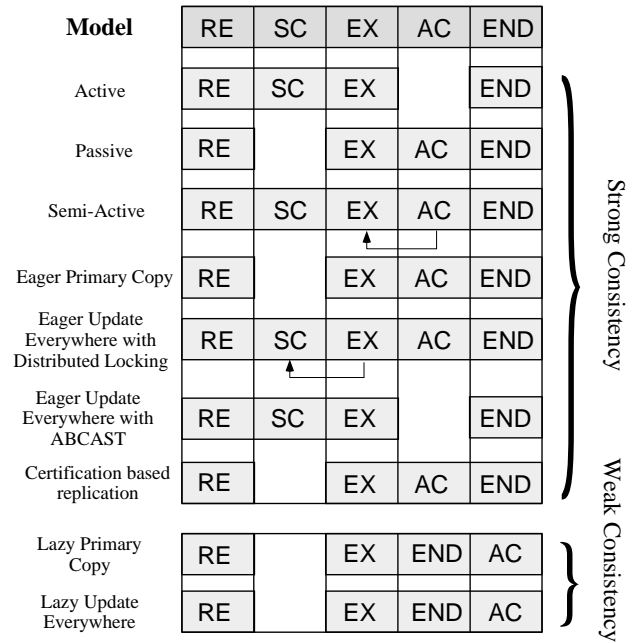 Model RE SC EX AC END
Active RE SC EX END
Passive RE EX AC END
Semi-Active RE SC EX AC END
Eager Primary Copy RE EX AC END
Eager Update
Everywhere with
Distributed Locking
RE SC EX AC END
Eager Update
Everywhere with
ABCAST
RE SC EX END
Certification based
replication
RE EX AC END
Strong Consistency
Lazy Primary
Copy
RE EX END AC
Lazy Update
Everywhere
RE EX END AC
Weak Consistency